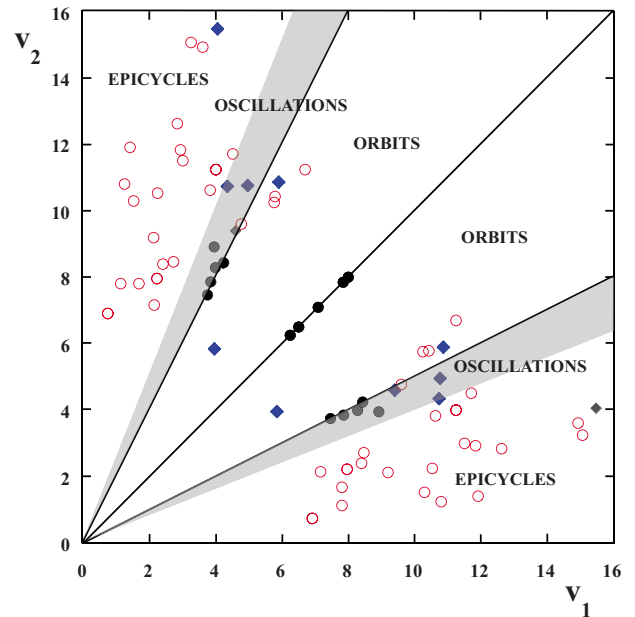 16
v2
14
EPICYCLES
OSCILLATIONS
12
ORBITS
10
ORBITS
8
6
OSCILLATIONS
4
EPICYCLES
2
0
0 2 4 6 8 10 12 14 16
v1